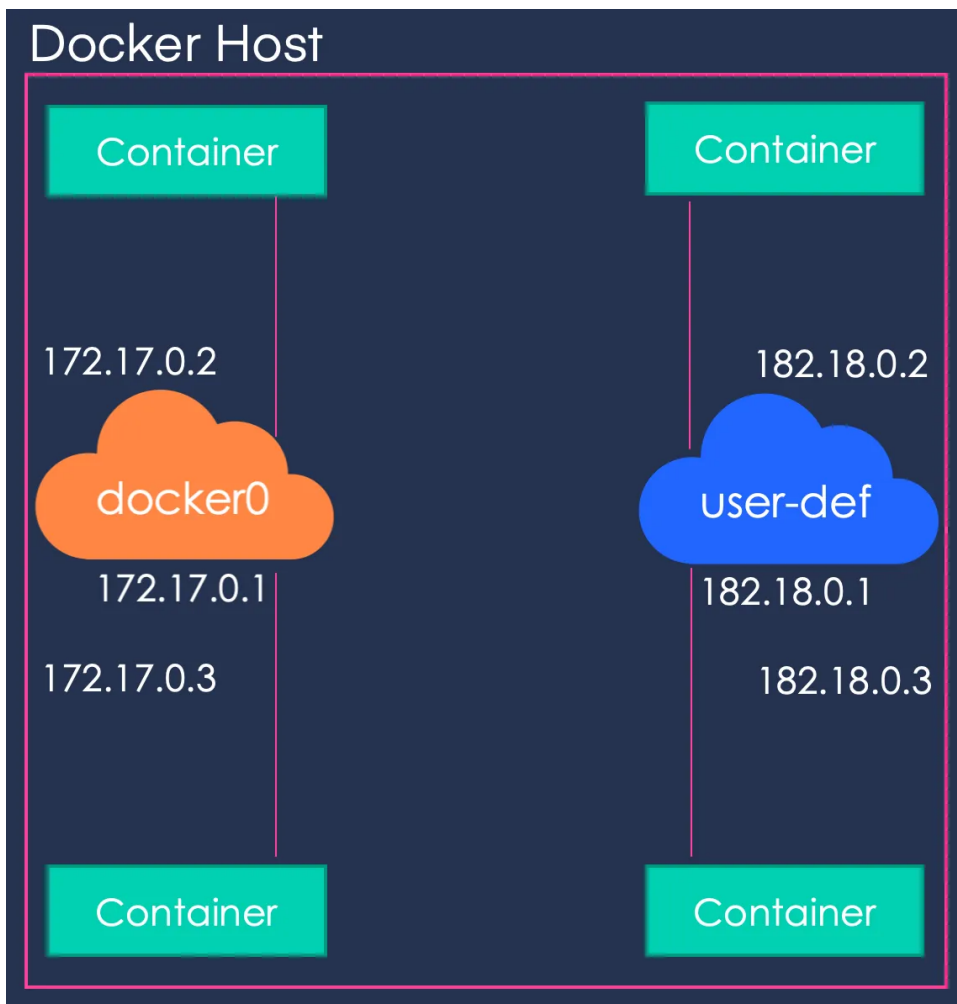 Docker Host
Container
Container
172.17.0.2
182.18.0.2
docker0
user-def
172.17.0.1
182.18.0.1
172.17.0.3
182.18.0.3
Container
Container